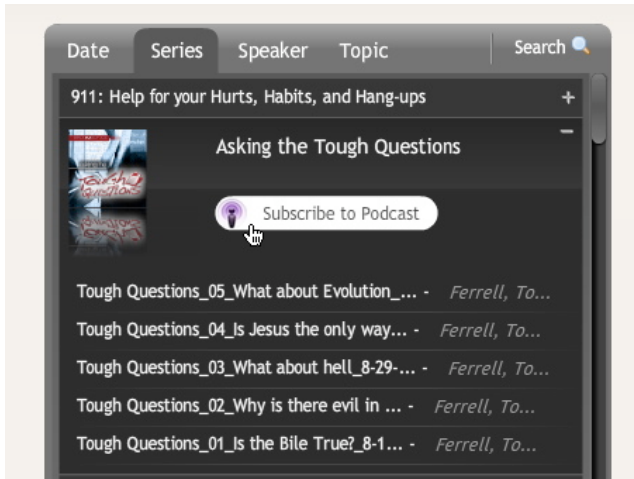 Date Series Speaker Topic Search
911: Help for your Hurts, Habits, and Hang-ups +
Asking the Tough Questions
Tough Questions
Subscribe to Podcast
Tough Questions_05_What about Evolution_... - Ferrell, To...
Tough Questions_04_Is Jesus the only way... - Ferrell, To...
Tough Questions_03_What about hell_8-29-... - Ferrell, To...
Tough Questions_02_Why is there evil in ... - Ferrell, To...
Tough Questions_01_Is the Bile True?_8-1... - Ferrell, To...